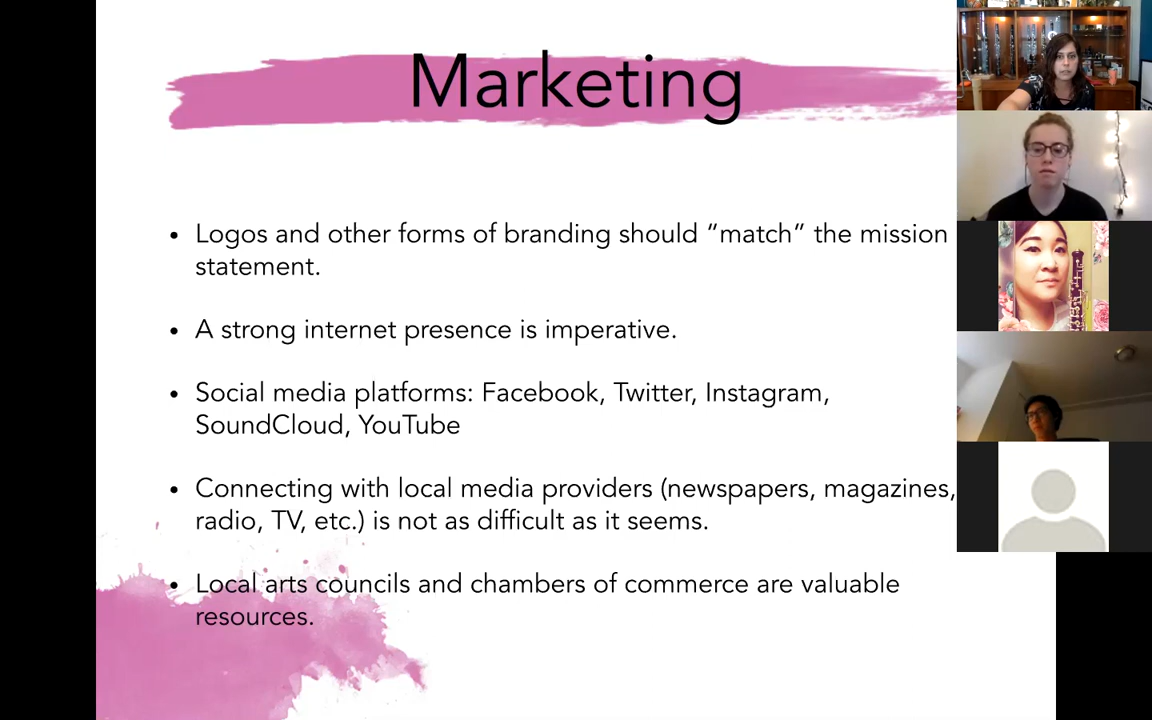 Marketing
• Logos and other forms of branding should “match” the mission
statement.
• A strong internet presence is imperative.
• Social media platforms: Facebook, Twitter, Instagram,
SoundCloud, YouTube
• Connecting with local media providers (newspapers, magazines,
radio, TV, etc.) is not as difficult as it seems.
• Local arts councils and chambers of commerce are valuable
resources.